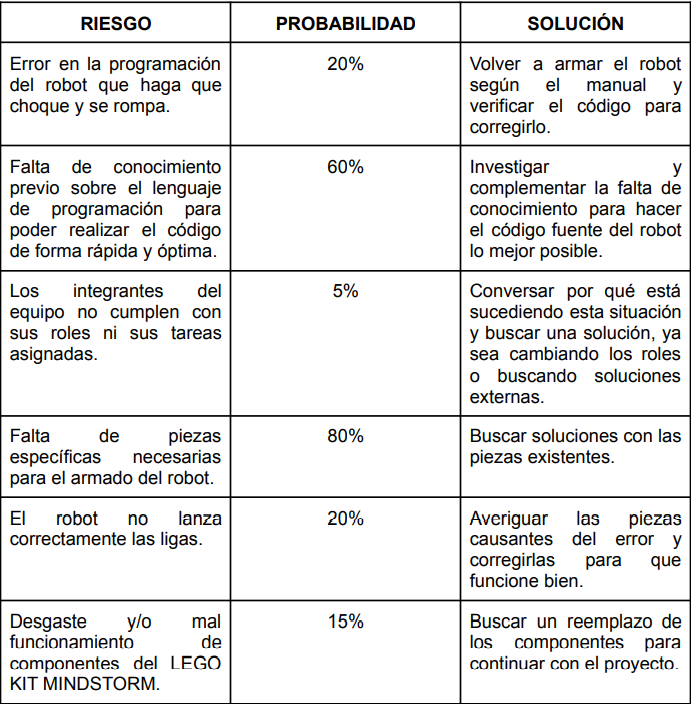 RIESGO PROBABILIDAD SOLUCIÓN
Error en la programación
del robot que haga que
choque y se rompa.
20%
Volver a armar el robot
según el manual y
verificar el código para
corregirlo.
Falta de conocimiento
previo sobre el lenguaje
de programación para
poder realizar el código
de forma rápida y óptima.
60%
Investigar y
complementar la falta de
conocimiento para hacer
el código fuente del robot
lo mejor posible.
Los integrantes del
equipo no cumplen con
sus roles ni sus tareas
asignadas.
5%
Conversar por qué está
sucediendo esta situación
y buscar una solución, ya
sea cambiando los roles
o buscando soluciones
externas.
Falta de piezas
específicas necesarias
para el armado del robot.
80%
Buscar soluciones con las
piezas existentes.
El robot no lanza
correctamente las ligas.
20%
Averiguar las piezas
causantes del error y
corregirlas para que
funcione bien.
Desgaste y/o mal
funcionamiento de
componentes del LEGO
KIT MINDSTORM.
15%
Buscar un reemplazo de
los componentes para
continuar con el proyecto.